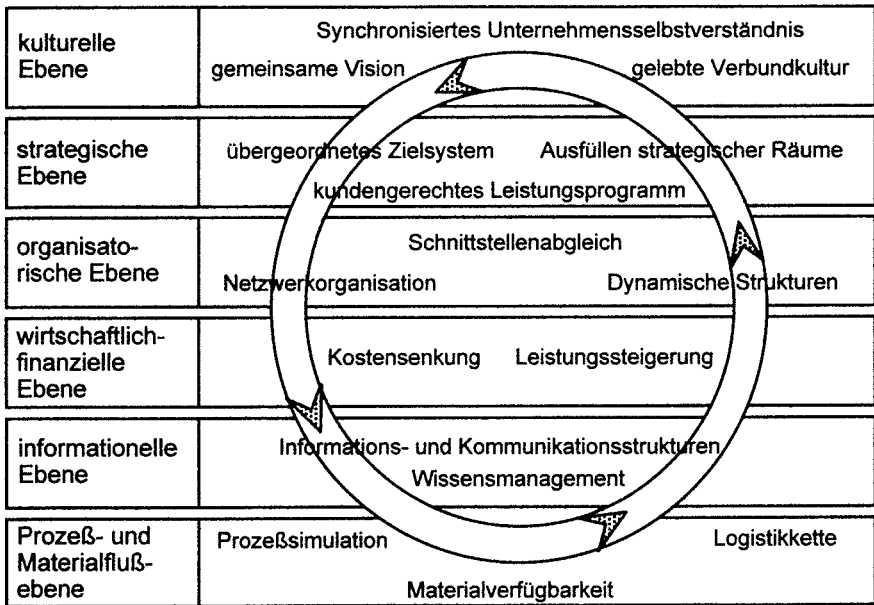 kulturelle
Ebene
Synchronisiertes Unternehmensselbstverständnis
gemeinsame Vision
gelebte Verbundkultur
strategische
Ebene
übergeordnetes Zielsystem
Ausfüllen strategischer Räume
kundengerechtes Leistungsprogramm
organisato-
rische Ebene
Schnittstellenabgleich
Netzwerkorganisation
Dynamische Strukturen
wirtschaftlich-
finanzielle
Ebene
Kostensenkung
Leistungssteigerung
informationelle
Ebene
Informations- und Kommunikationsstrukturen
Wissensmanagement
Prozeß- und
Materialfluß-
ebene
Prozeßsimulation
Logistikkette
Materialverfügbarkeit